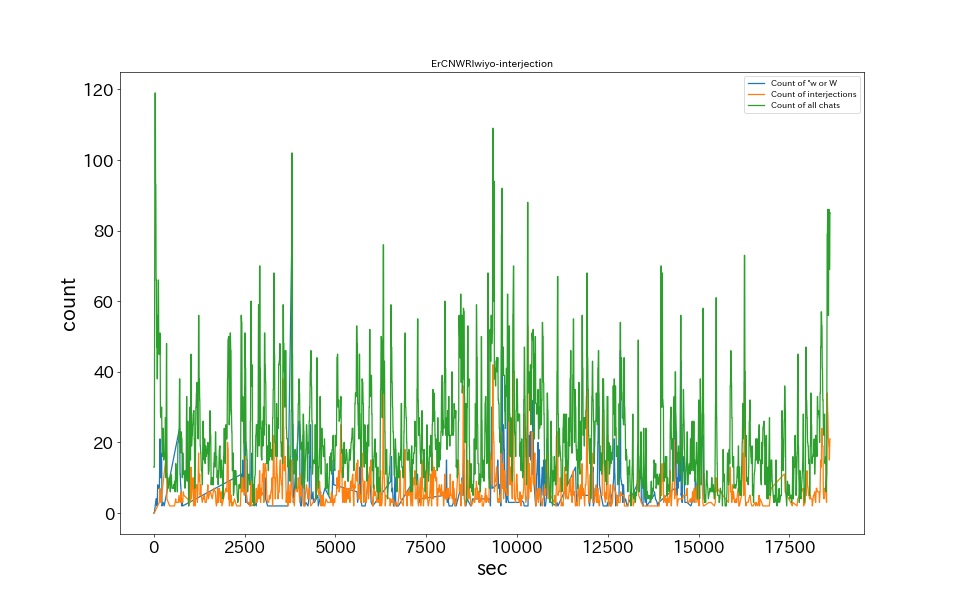 ErCNWRIwiyo-interjection
Count of "w or W
Count of interjections
Count of all chats
120
100
80
60
40
20
0
count
0 2500 5000 7500 10000 12500 15000 17500
sec